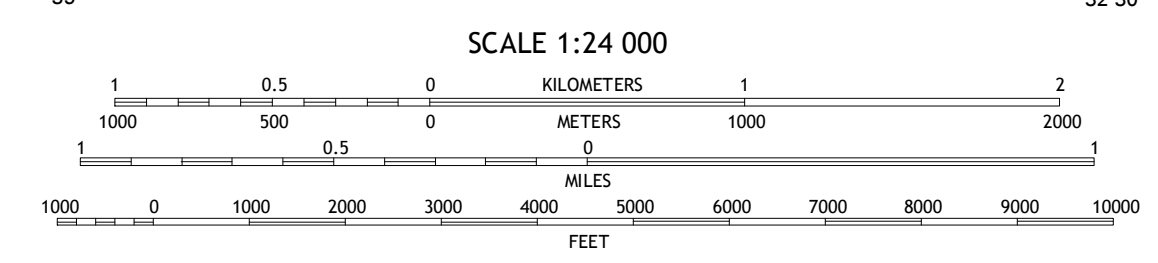 SCALE 1:24 000
1 0.5 0 KILOMETERS 1 2
1000 500 0 METERS 1000 2000
1 0.5 0 1
MILES
1000 0 1000 2000 3000 4000 5000 6000 7000 8000 9000 10000
FEET